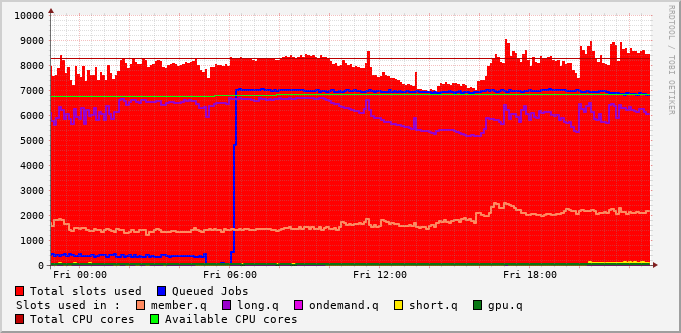 RRDTOOL / TOBI OETIKER
10000
9000
8000
7000
6000
5000
4000
3000
2000
1000
0
Fri 00:00 Fri 06:00 Fri 12:00 Fri 18:00
Total slots used Queued Jobs
Slots used in : member.q long.q ondemand.q short.q gpu.q
Total CPU cores Available CPU cores